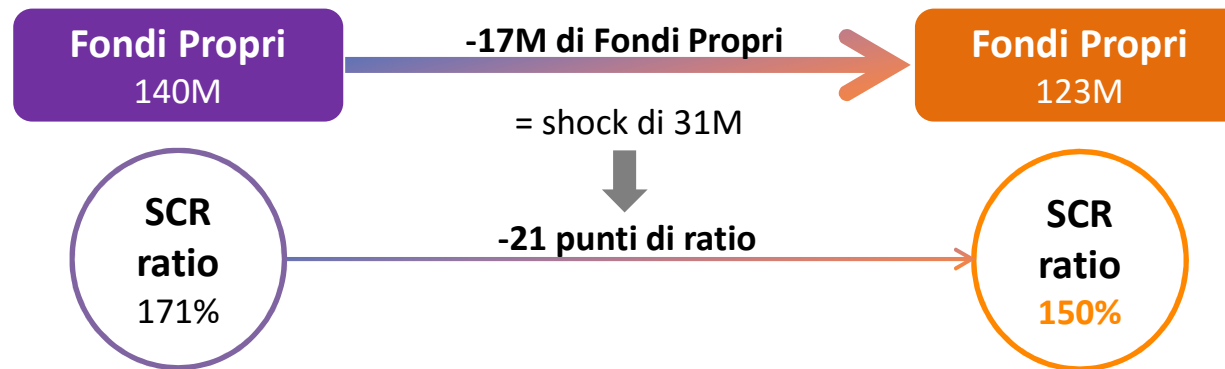 Fondi Propri
140M
-17M di Fondi Propri
Fondi Propri
123M
= shock di 31M
SCR
ratio
171%
-21 punti di ratio
SCR
ratio
150%